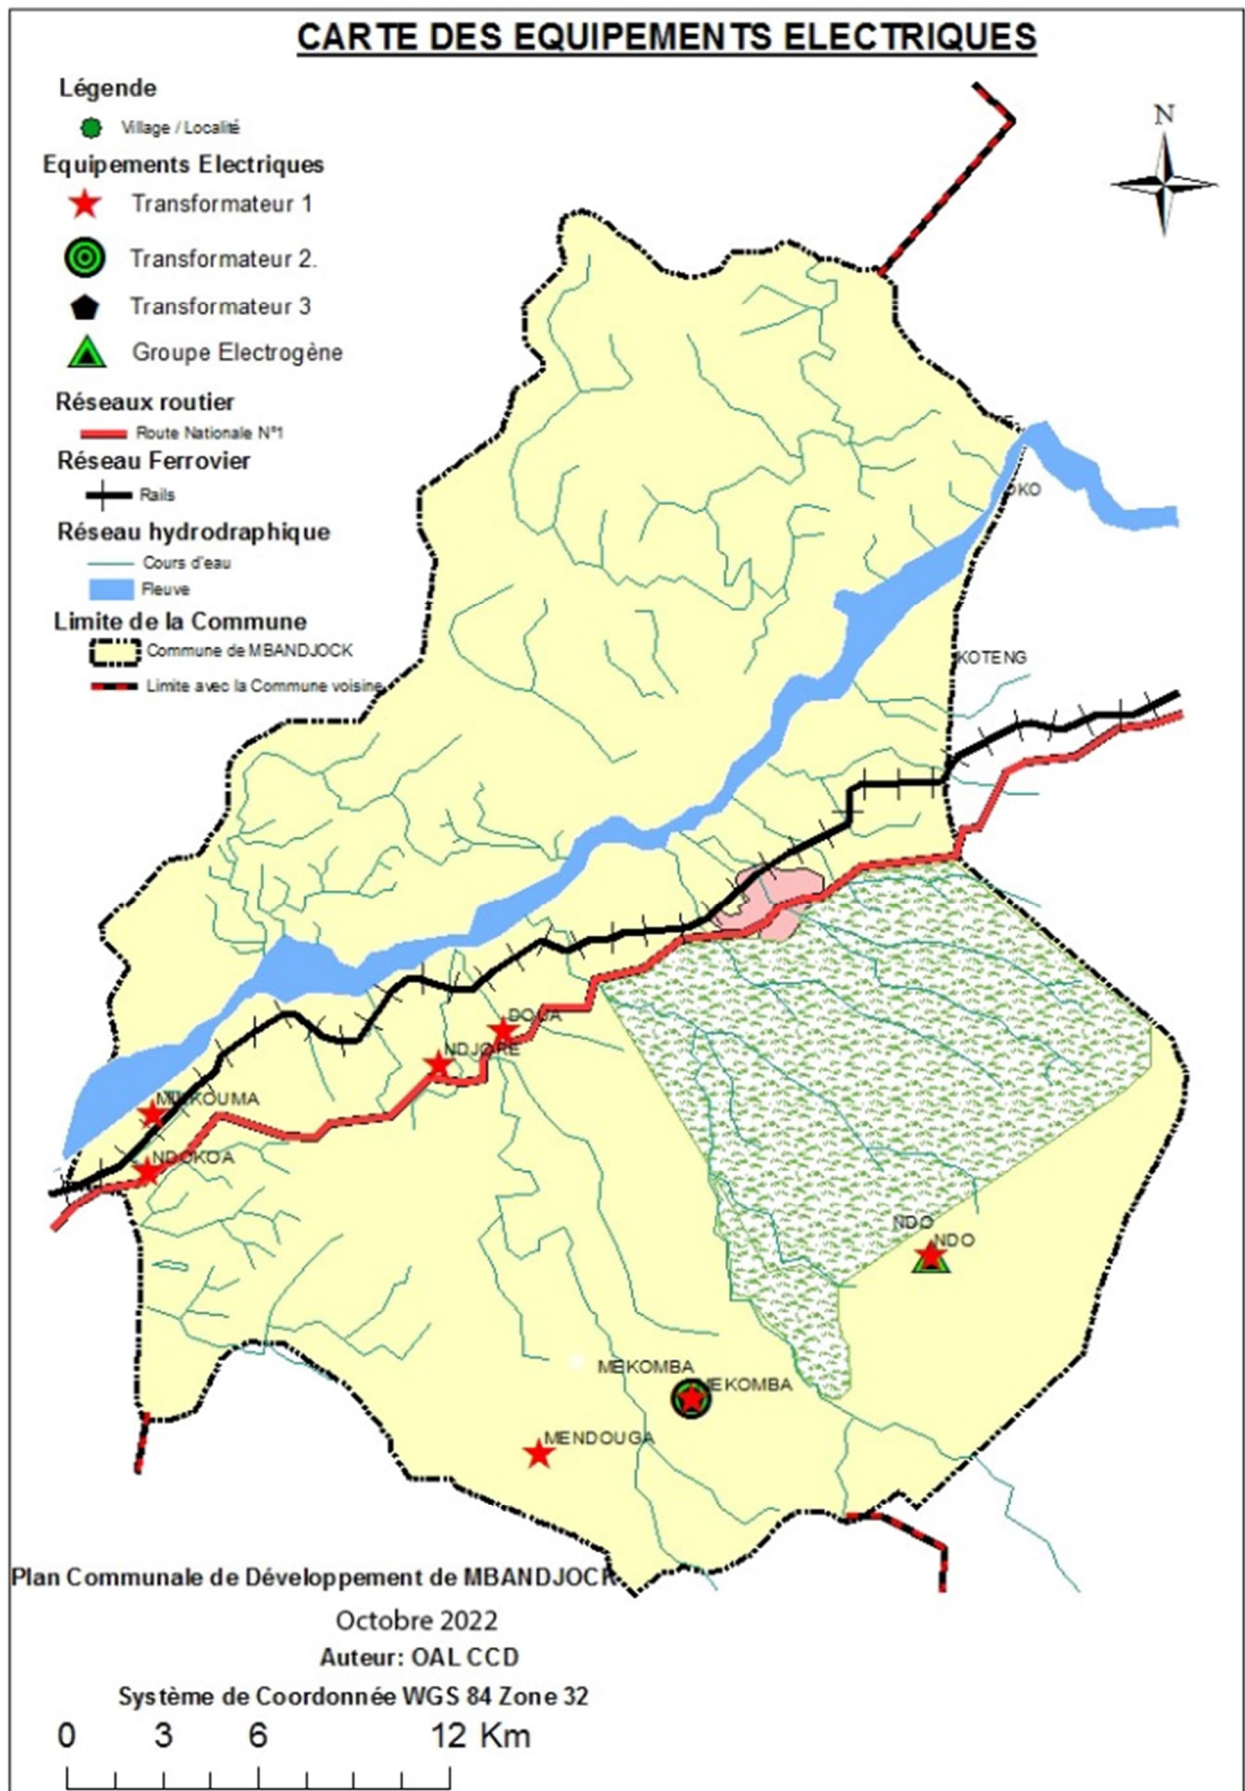 CARTE DES EQUIPEMENTS ELECTRIQUES
Légende
Village / Localité
Equipements Electriques
Transformateur 1
Transformateur 2.
Transformateur 3
Groupe Electrogène
Réseaux routier
Route Nationale N°1
Réseau Ferrovier
Rails
Réseau hydrodraphique
Cours d'eau
Fleuve
Limite de la Commune
Commune de MBANDJOCK
Limite avec la Commune voisine
N
KOTENG
DOUA
NDJORE
NDOKOA
NDO
NDO
MEKOMBA
MEKOMBA
MENDOUGA
Plan Communale de Développement de MBANDJOCK
Octobre 2022
Auteur: OAL CCD
Système de Coordonnée WGS 84 Zone 32
0 3 6 12 Km